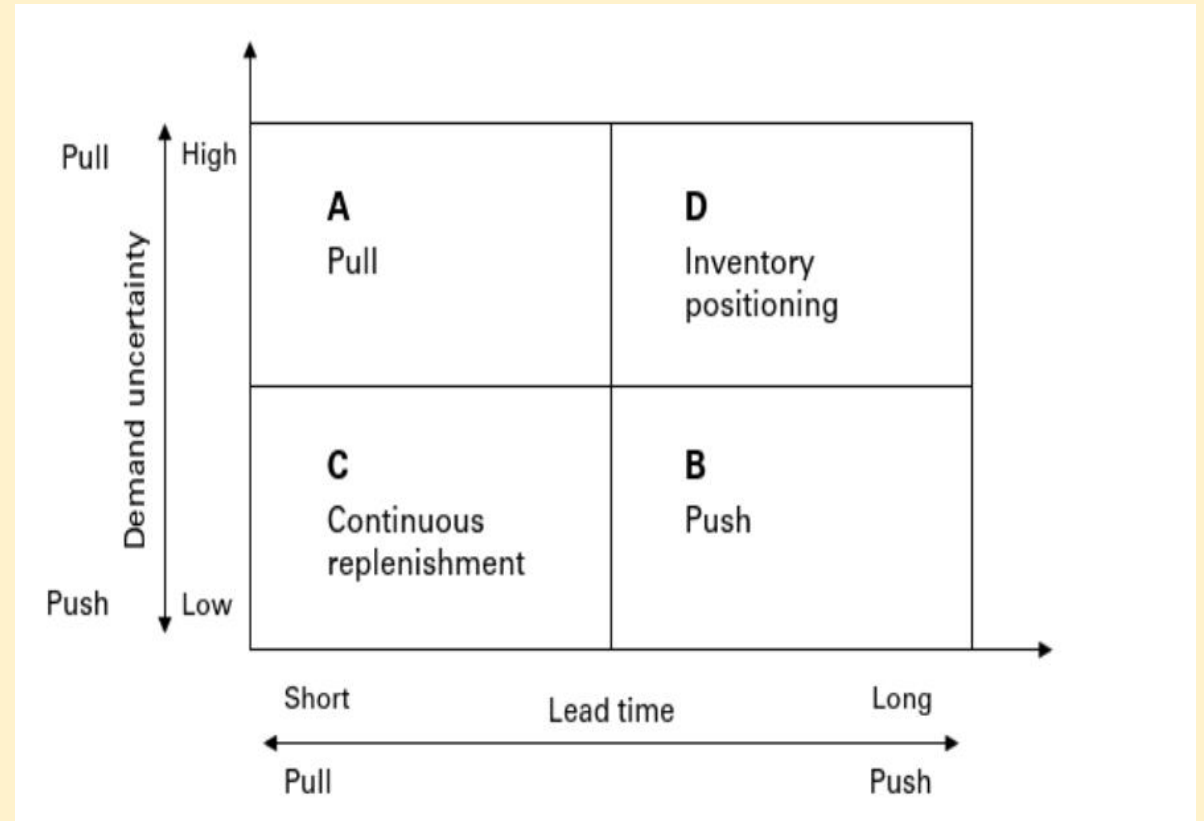 Pull
High
A
Pull
D
Inventory
positioning
Demand uncertainty
C
Continuous
replenishment
B
Push
Push
Low
Short
Lead time
Long
Pull
Push